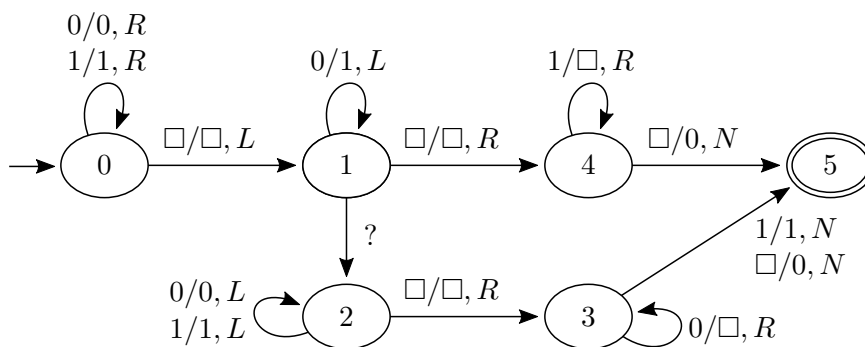 0/0, R
1/1, R
0/1, L
1/□, R
□/□, L
□/□, R
□/0, N
0
1
4
5
?
1/1, N
□/0, N
0/0, L
1/1, L
□/□, R
2
3
0/□, R